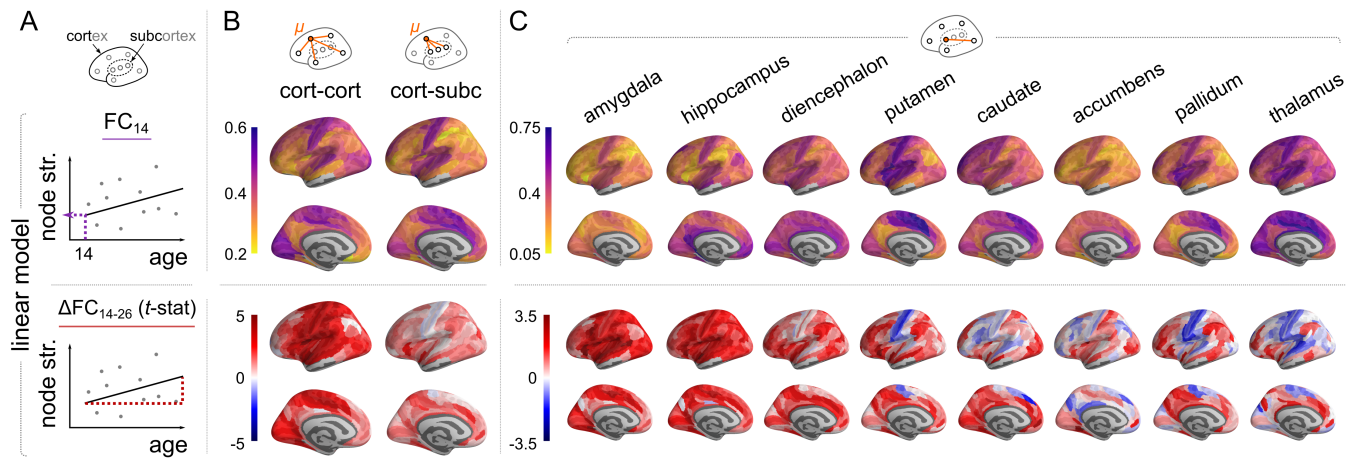 A
cortex
subcortex
linear model
FC14
node str.
14
age
ΔFC14-26 (t-stat)
node str.
age
B
μ
μ
cort-cort
cort-subc
0.6
0.4
0.2
5
0
-5
C
amygdala
hippocampus
diencephalon
putamen
caudate
accumbens
pallidum
thalamus
0.75
0.4
0.05
3.5
0
-3.5